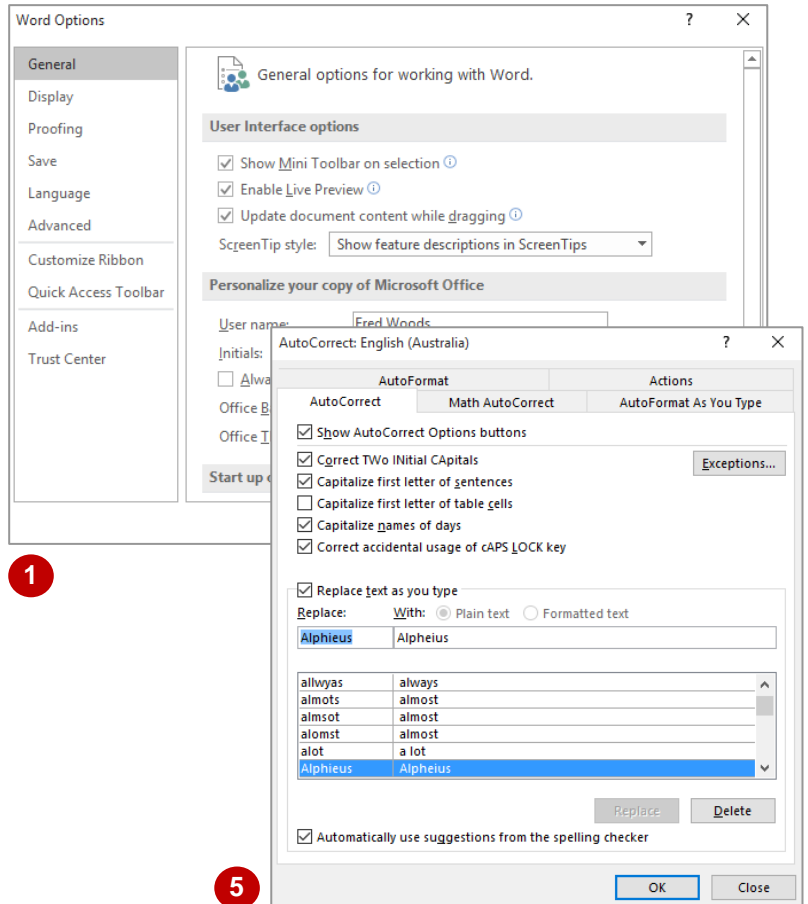 Word Options ? ✕
General
Display
Proofing
Save
Language
Advanced
Customize Ribbon
Quick Access Toolbar
Add-ins
Trust Center
General options for working with Word.
User Interface options
Show Mini Toolbar on selection
Enable Live Preview
Update document content while dragging
ScreenTip style: Show feature descriptions in ScreenTips
Personalize your copy of Microsoft Office
User name: Fred Woods
Initials:
Alwa
Office B
Office T
Start up
1
AutoCorrect: English (Australia) ? ✕
AutoFormat Actions
AutoCorrect Math AutoCorrect AutoFormat As You Type
Show AutoCorrect Options buttons
Correct TWo INitial CApitals Exceptions...
Capitalize first letter of sentences
Capitalize first letter of table cells
Capitalize names of days
Correct accidental usage of cAPS LOCK key
Replace text as you type
Replace: With: Plain text Formatted text
Alphieus Alpheius
allwyas always
almots almost
almsot almost
alomst almost
alot a lot
Alphieus Alpheius
Replace Delete
Automatically use suggestions from the spelling checker
5
OK Close